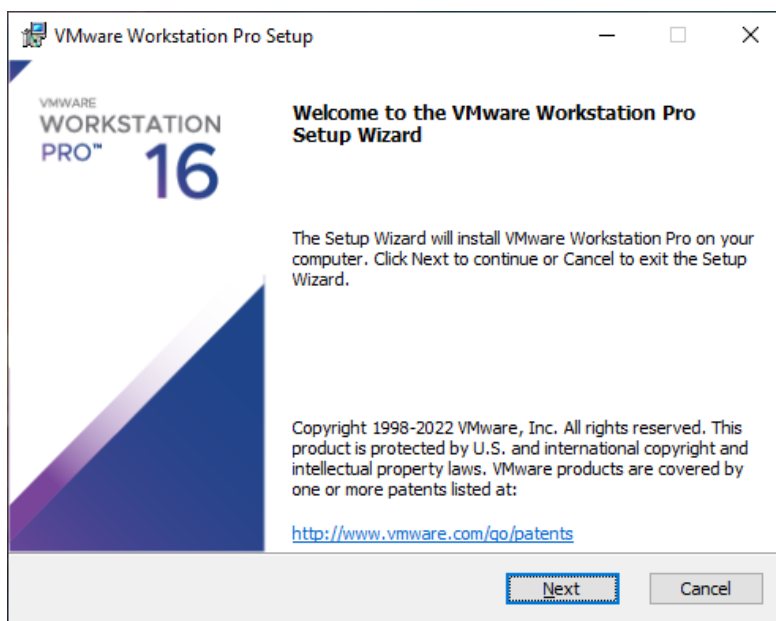 VMware Workstation Pro Setup
VMWARE
WORKSTATION
PRO™ 16
Welcome to the VMware Workstation Pro
Setup Wizard
The Setup Wizard will install VMware Workstation Pro on your
computer. Click Next to continue or Cancel to exit the Setup
Wizard.
Copyright 1998-2022 VMware, Inc. All rights reserved. This
product is protected by U.S. and international copyright and
intellectual property laws. VMware products are covered by
one or more patents listed at:
http://www.vmware.com/go/patents
Next
Cancel